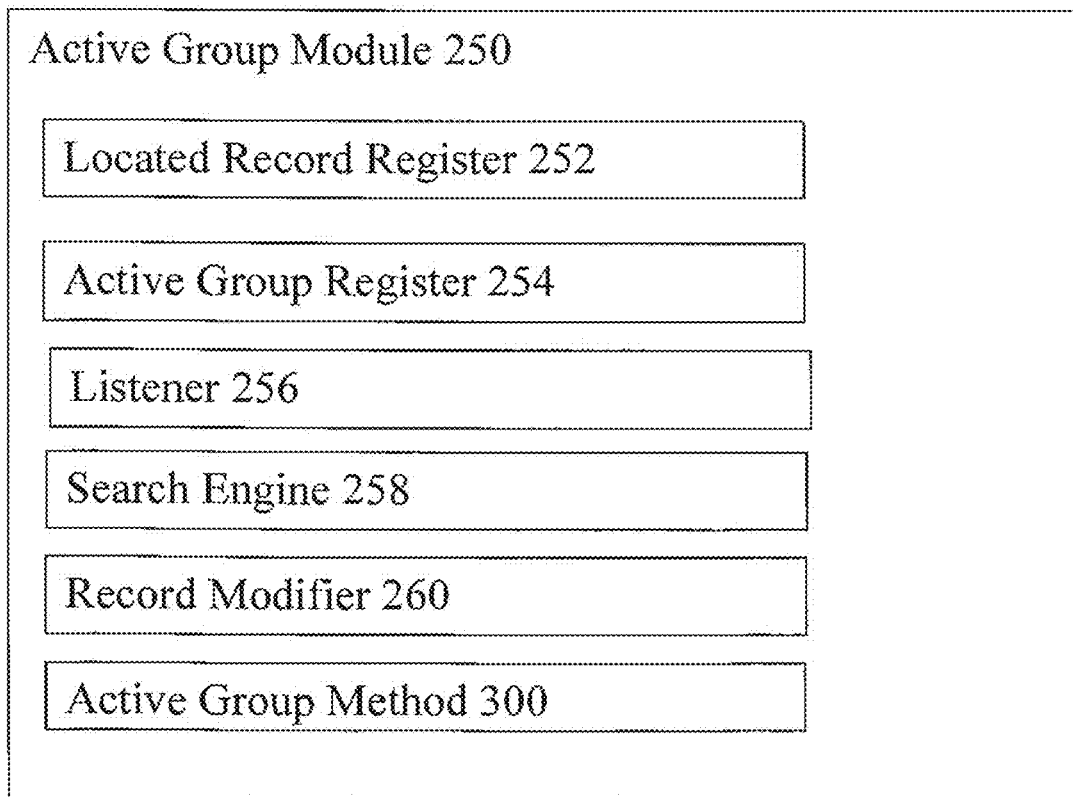 Active Group Module 250
Located Record Register 252
Active Group Register 254
Listener 256
Search Engine 258
Record Modifier 260
Active Group Method 300